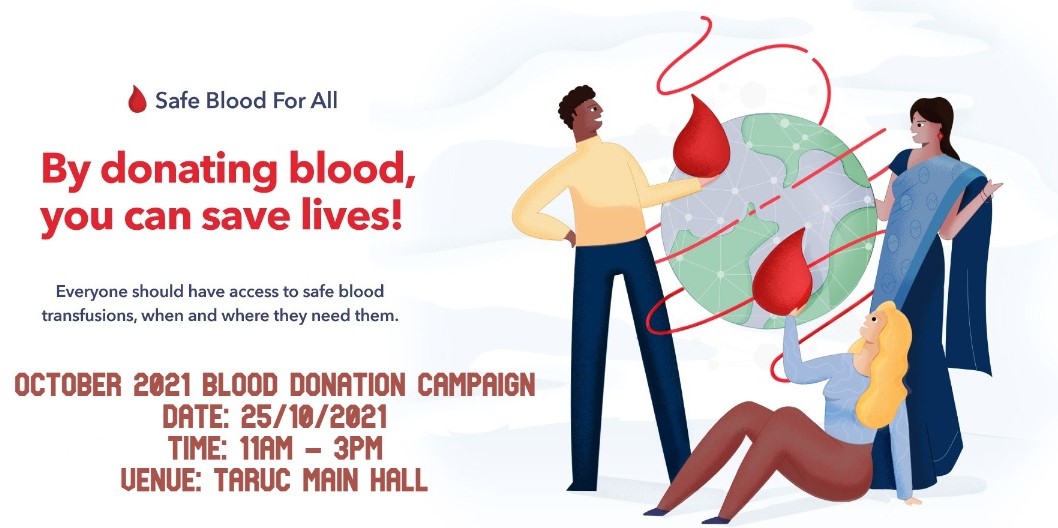 Safe Blood For All
By donating blood,
you can save lives!
Everyone should have access to safe blood
transfusions, when and where they need them.
OCTOBER 2021 BLOOD DONATION CAMPAIGN
DATE: 25/10/2021
TIME: 11AM – 3PM
VENUE: TARUC MAIN HALL